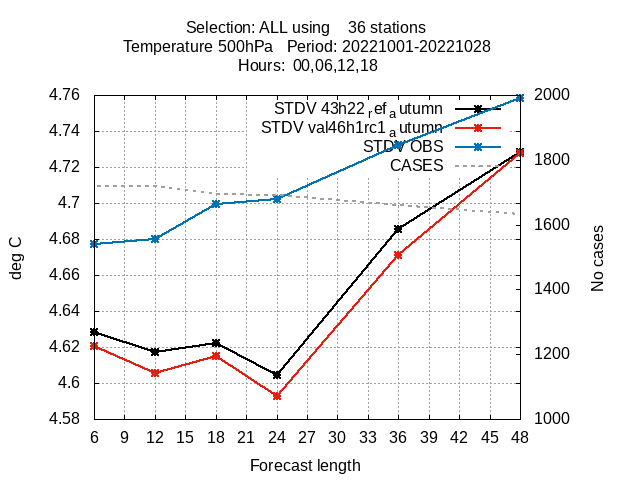 Selection: ALL using    36 stations
Temperature 500hPa   Period: 20221001-20221028
Hours: 00,06,12,18
STDV 43h22refautumn
STDV val46h1rc1autumn
STDV OBS
CASES
4.76
4.74
4.72
4.7
4.68
4.66
4.64
4.62
4.6
4.58
deg C
2000
1800
1600
1400
1200
1000
No cases
6 9 12 15 18 21 24 27 30 33 36 39 42 45 48
Forecast length